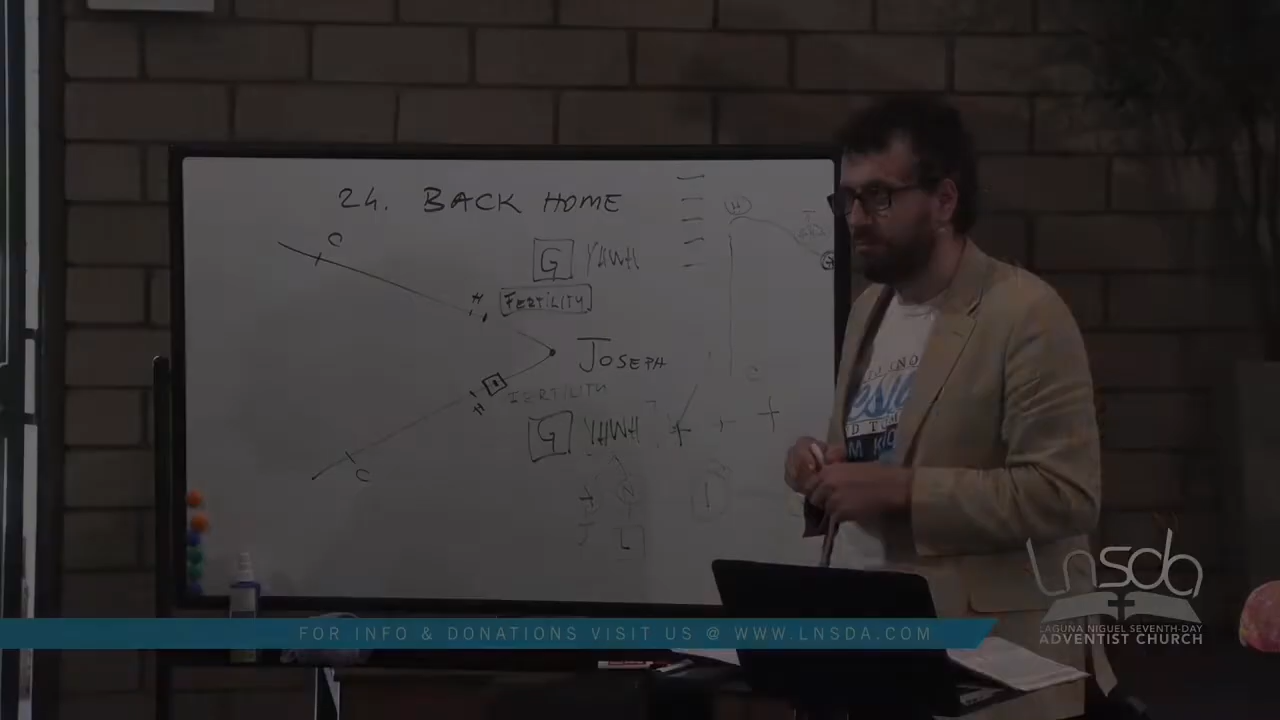 24. BACK HOME
C
H
G YAWH
H FERTILITY
JOSEPH
FERTILITY
H
G YHWH
C
C
N
J L
FOR INFO & DONATIONS VISIT US @ WWW.LNSDA.COM
Lnsda
LAGUNA NIGUEL SEVENTH-DAY
ADVENTIST CHURCH